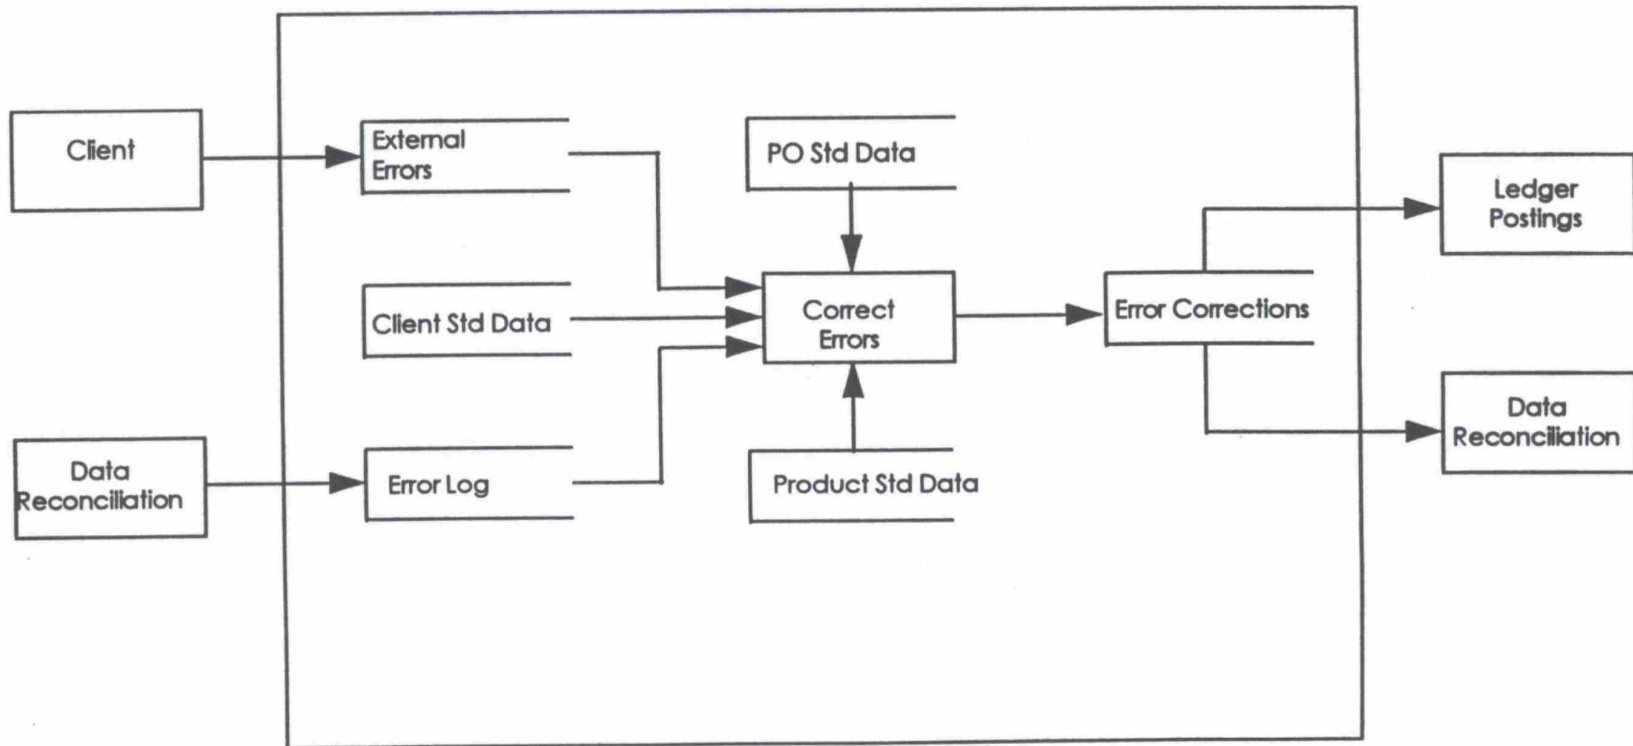 Client
External
Errors
PO Std Data
Ledger
Postings
Client Std Data
Correct
Errors
Error Corrections
Data
Reconciliation
Error Log
Product Std Data
Data
Reconciliation